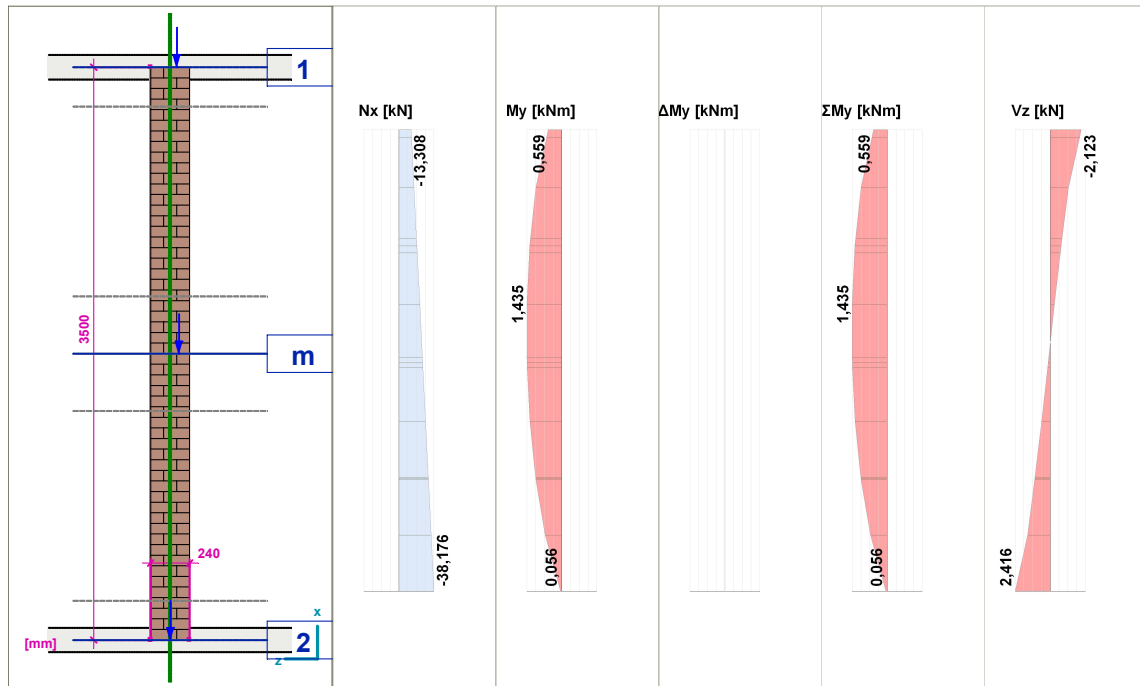 1
3500
m
240
x
2
z
[mm]
Nx [kN]
-13,308
-38,176
My [kNm]
0,559
1,435
0,056
ΔMy [kNm]
ΣMy [kNm]
0,559
1,435
0,056
Vz [kN]
-2,123
2,416